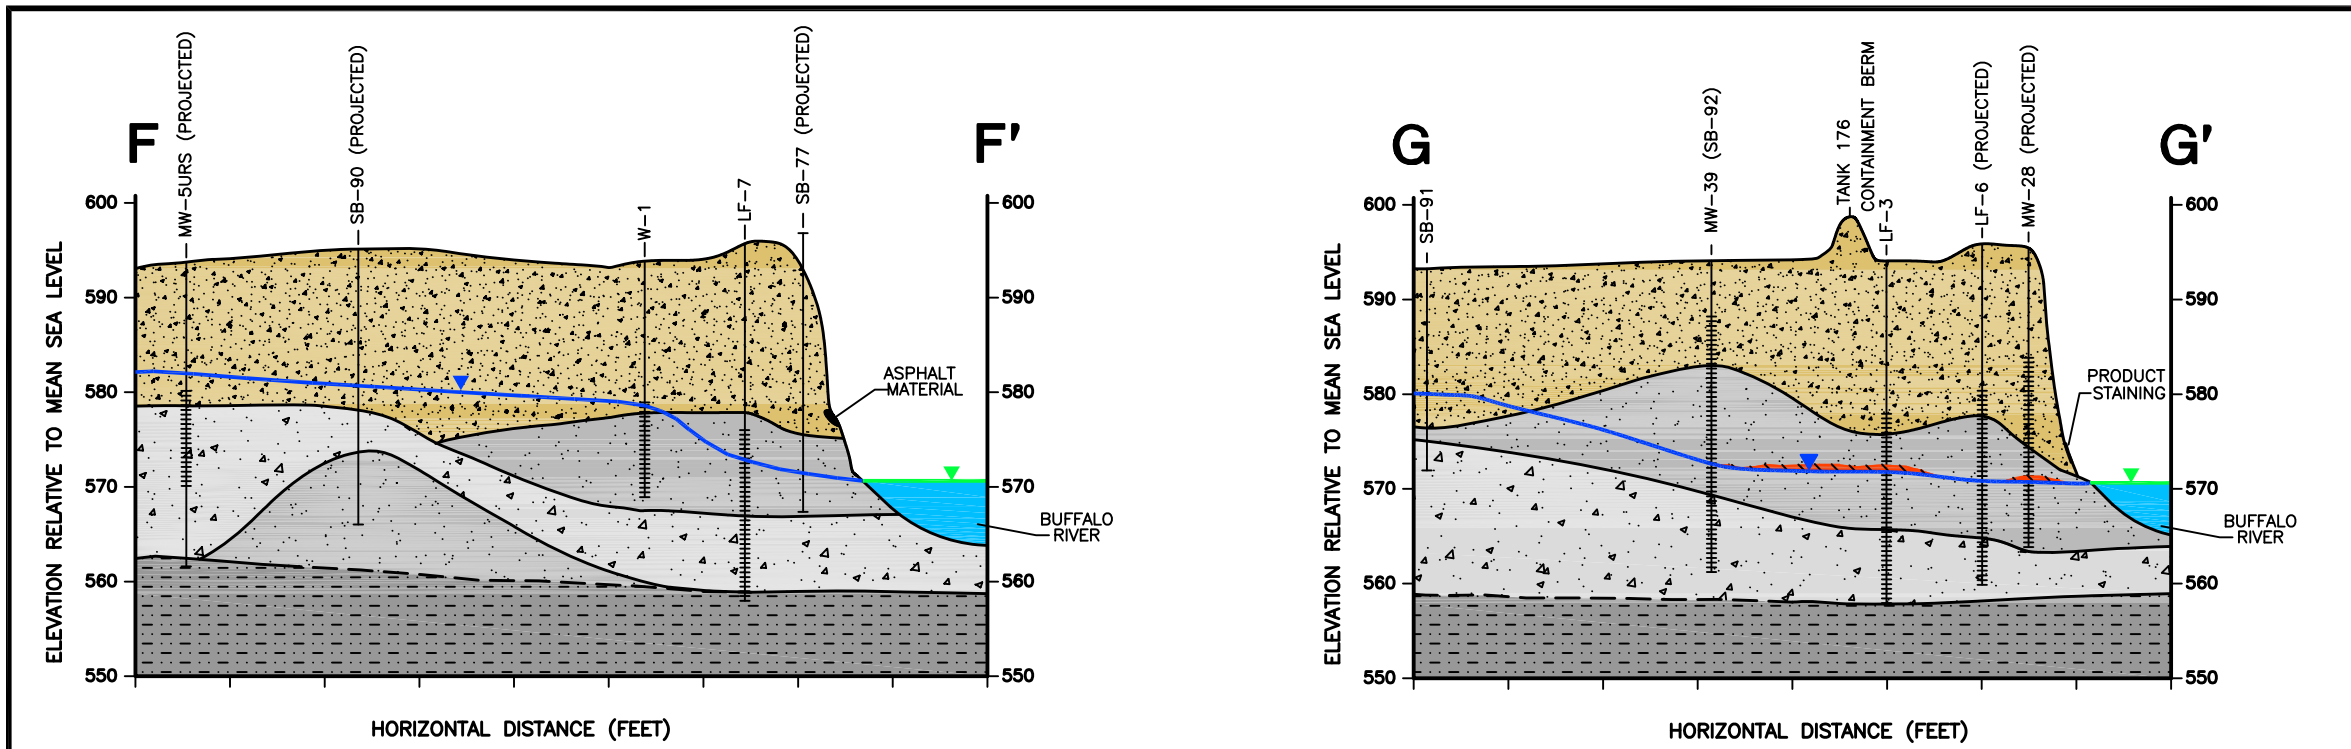 F
F'
MW-5URS (PROJECTED)
SB-90 (PROJECTED)
W-1
LF-7
SB-77 (PROJECTED)
ELEVATION RELATIVE TO MEAN SEA LEVEL
600
590
580
570
560
550
600
590
580
570
560
550
ASPHALT
MATERIAL
BUFFALO
RIVER
HORIZONTAL DISTANCE (FEET)
G
G'
SB-91
MW-39 (SB-92)
TANK 176
CONTAINMENT BERM
LF-3
LF-6 (PROJECTED)
MW-28 (PROJECTED)
ELEVATION RELATIVE TO MEAN SEA LEVEL
600
590
580
570
560
550
600
590
580
570
560
550
PRODUCT
STAINING
BUFFALO
RIVER
HORIZONTAL DISTANCE (FEET)